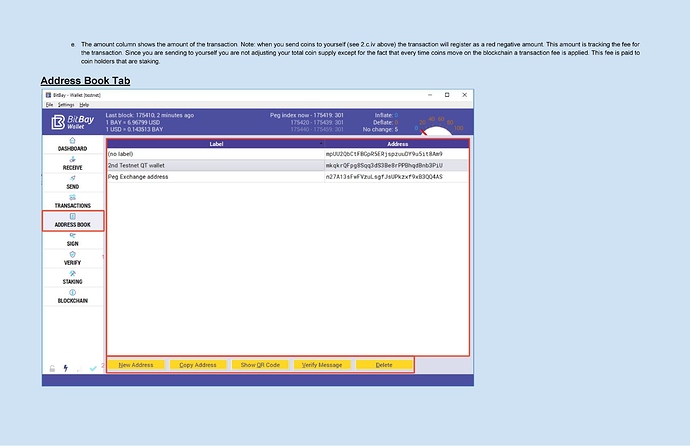 e. The amount column shows the amount of the transaction. Note: when you send coins to yourself (see 2.c.iv above) the transaction will register as a red negative amount. This amount is tracking the fee for
the transaction. Since you are sending to yourself you are not adjusting your total coin supply except for the fact that every time coins move on the blockchain a transaction fee is applied. This fee is paid to
coin holders that are staking.
Address Book Tab
BitBay - Wallet [testnet]
File Settings Help
BitBay
Wallet
Last block: 175410, 2 minutes ago
1 BAY = 6.96799 USD
1 USD = 0.143513 BAY
Peg index now - 175419: 301
175420 - 175439: 301
175440 - 175459: 301
Inflate: 0
Deflate: 0
No change: 5
0 20 40 60 80 100
DASHBOARD
RECEIVE
SEND
TRANSACTIONS
ADDRESS BOOK
SIGN
VERIFY
STAKING
BLOCKCHAIN
Label Address
(no label)
2nd Testnet QT wallet
Peg Exchange address
1
2
New Address Copy Address Show QR Code Verify Message Delete